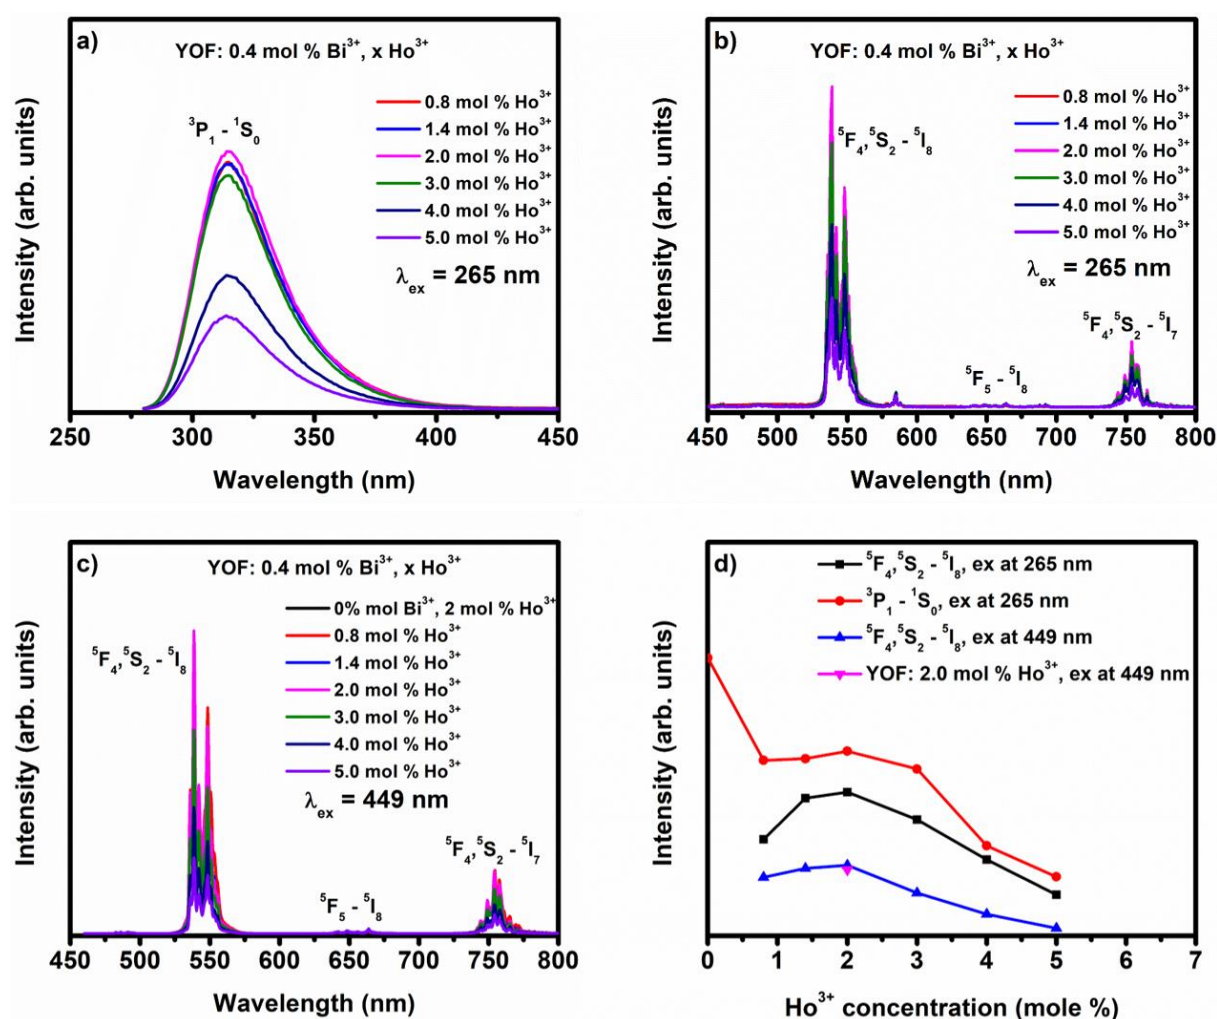 a)
YOF: 0.4 mol % Bi³⁺, x Ho³⁺
0.8 mol % Ho³⁺
1.4 mol % Ho³⁺
2.0 mol % Ho³⁺
3.0 mol % Ho³⁺
4.0 mol % Ho³⁺
5.0 mol % Ho³⁺
³P₁ - ¹S₀
λₑₓ = 265 nm
Intensity (arb. units)
250 300 350 400 450
Wavelength (nm)
b)
YOF: 0.4 mol % Bi³⁺, x Ho³⁺
0.8 mol % Ho³⁺
1.4 mol % Ho³⁺
2.0 mol % Ho³⁺
3.0 mol % Ho³⁺
4.0 mol % Ho³⁺
5.0 mol % Ho³⁺
⁵F₄,⁵S₂ - ⁵I₈
λₑₓ = 265 nm
⁵F₄,⁵S₂ - ⁵I₇
⁵F₅ - ⁵I₈
Intensity (arb. units)
450 500 550 600 650 700 750 800
Wavelength (nm)
c)
YOF: 0.4 mol % Bi³⁺, x Ho³⁺
0% mol Bi³⁺, 2 mol % Ho³⁺
0.8 mol % Ho³⁺
1.4 mol % Ho³⁺
2.0 mol % Ho³⁺
3.0 mol % Ho³⁺
4.0 mol % Ho³⁺
5.0 mol % Ho³⁺
⁵F₄,⁵S₂ - ⁵I₈
λₑₓ = 449 nm
⁵F₄,⁵S₂ - ⁵I₇
⁵F₅ - ⁵I₈
Intensity (arb. units)
450 500 550 600 650 700 750 800
Wavelength (nm)
d)
⁵F₄,⁵S₂ - ⁵I₈, ex at 265 nm
³P₁ - ¹S₀, ex at 265 nm
⁵F₄,⁵S₂ - ⁵I₈, ex at 449 nm
YOF: 2.0 mol % Ho³⁺, ex at 449 nm
Intensity (arb. units)
0 1 2 3 4 5 6 7
Ho³⁺ concentration (mole %)